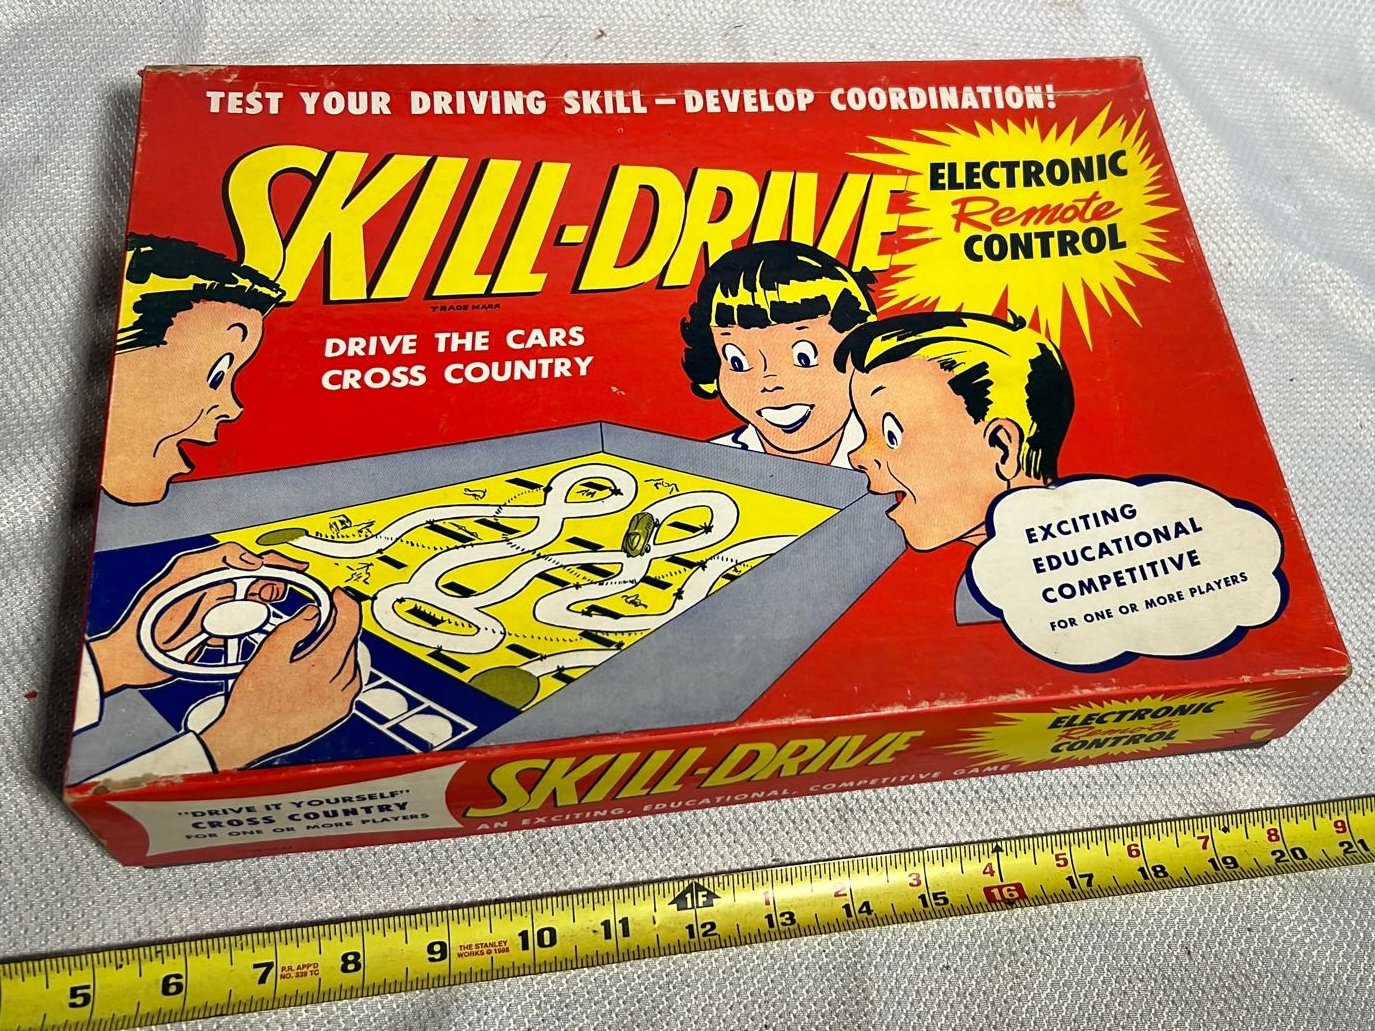 TEST YOUR DRIVING SKILL — DEVELOP COORDINATION!
SKILL-DRIVE
TRADE MARK
ELECTRONIC
Remote
CONTROL
DRIVE THE CARS
CROSS COUNTRY
EXCITING
EDUCATIONAL
COMPETITIVE
FOR ONE OR MORE PLAYERS
"DRIVE IT YOURSELF"
CROSS COUNTRY
FOR ONE OR MORE PLAYERS
SKILL-DRIVE
AN EXCITING, EDUCATIONAL, COMPETITIVE GAME
ELECTRONIC
Remote
CONTROL
1F 1 2 3 4 5 6 7 8 9
5 6 7 8 9 10 11 12 13 14 15 16 17 18 19 20 21
P.R. APP'D
NO. 339 TC
THE STANLEY
WORKS © 1988